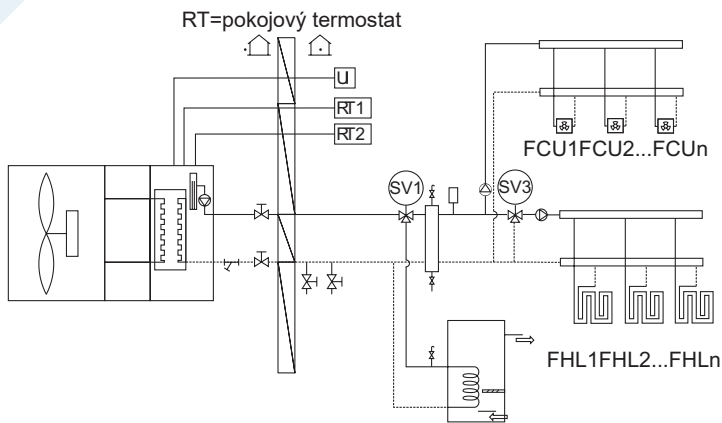 RT=pokojový termostat
U
RT1
RT2
FCU1FCU2...FCUn
SV1
SV3
FHL1FHL2...FHLn